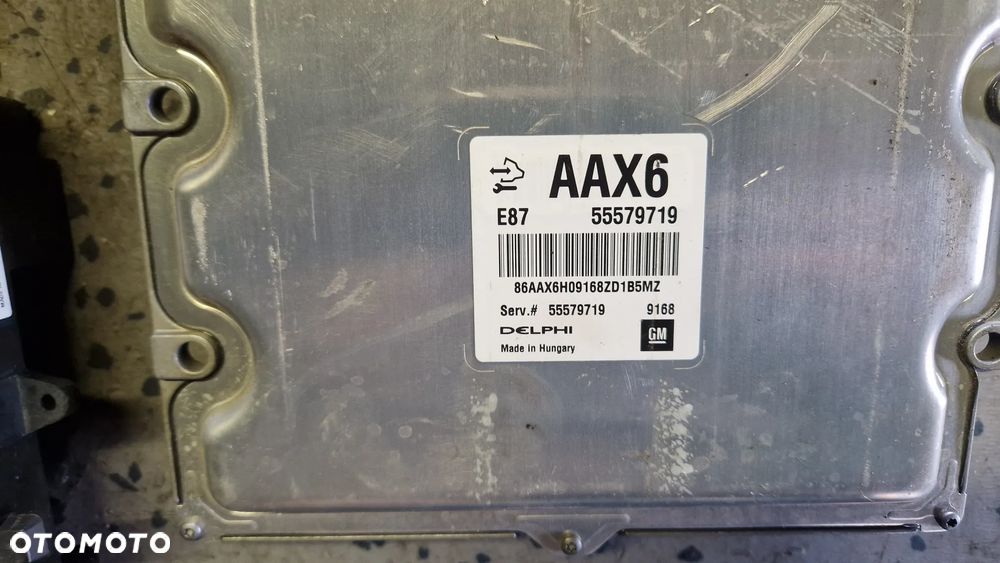 AAX6
E87 55579719
86AAX6H09168ZD1B5MZ
Serv.# 55579719 9168
DELPHI
GM
Made in Hungary
OTOMOTO